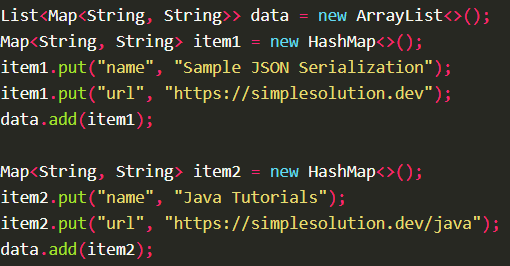 List<Map<String, String>> data = new ArrayList<>();
Map<String, String> item1 = new HashMap<>();
item1.put("name", "Sample JSON Serialization");
item1.put("url", "https://simplesolution.dev");
data.add(item1);

Map<String, String> item2 = new HashMap<>();
item2.put("name", "Java Tutorials");
item2.put("url", "https://simplesolution.dev/java");
data.add(item2);